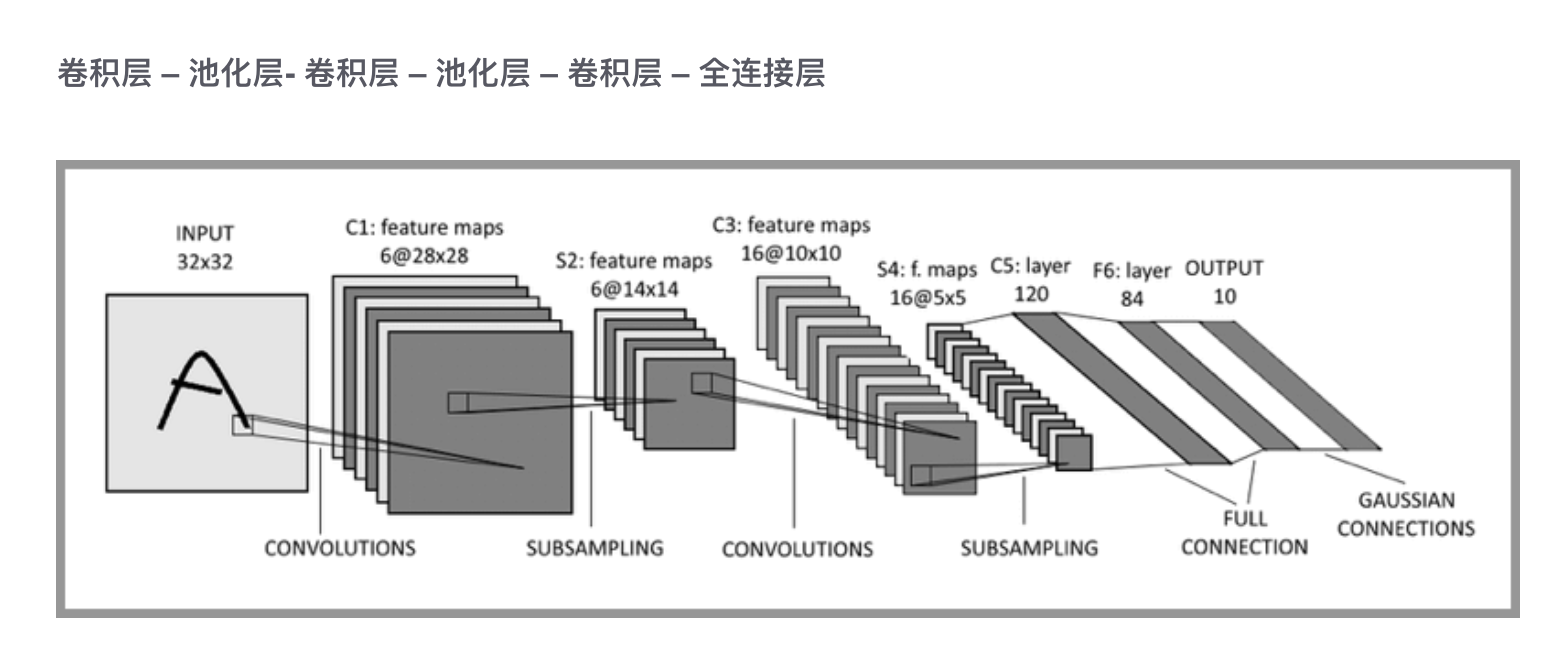 卷积层 – 池化层- 卷积层 – 池化层 – 卷积层 – 全连接层
INPUT
32x32
C1: feature maps
6@28x28
S2: feature maps
6@14x14
C3: feature maps
16@10x10
S4: f. maps
16@5x5
C5: layer
120
F6: layer
84
OUTPUT
10
CONVOLUTIONS
SUBSAMPLING
CONVOLUTIONS
SUBSAMPLING
FULL
CONNECTION
GAUSSIAN
CONNECTIONS